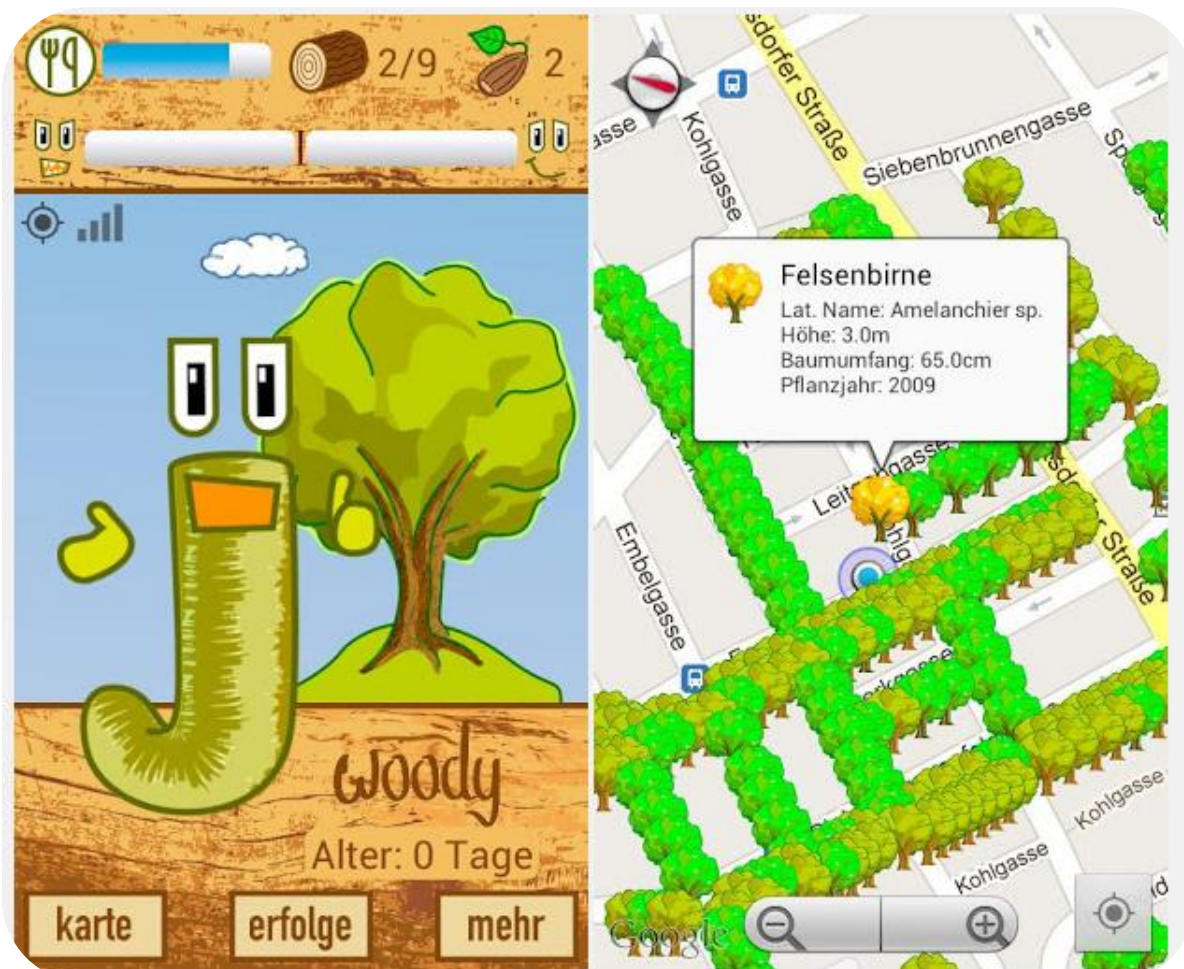 2/9
2
woody
Alter: 0 Tage
karte
erfolge
mehr
Kohlgasse
Siebenbrunnengasse
Felsenbirne
Lat. Name: Amelanchier sp.
Höhe: 3.0m
Baumumfang: 65.0cm
Pflanzjahr: 2009
Embelgasse
Straße
Kohlgasse
Kohlgasse
Google